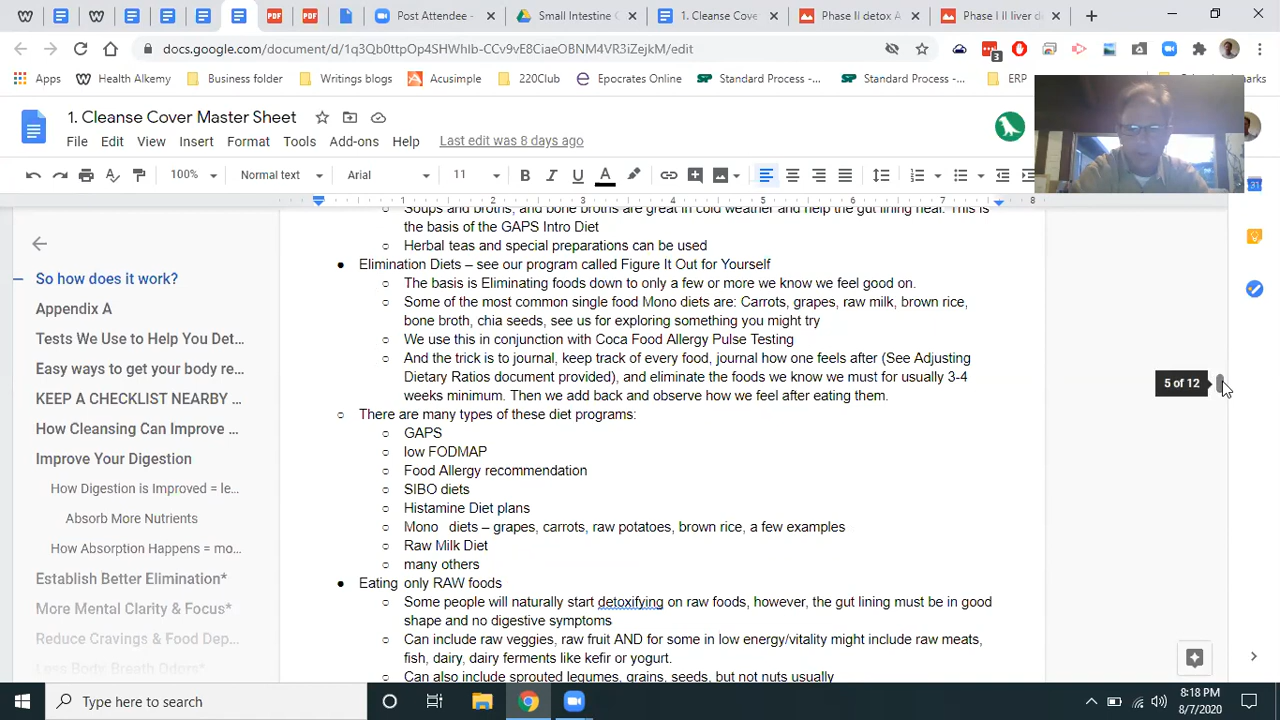 Post Attendee -
Small Intestine C
1. Cleanse Cove
Phase II detox A
Phase I II liver d
docs.google.com/document/d/1q3Qb0ttpOp4SHWhIb-CCv9vE8CiaeOBNM4VR3iZejkM/edit
3
Apps
Health Alkemy
Business folder
Writings blogs
Acusimple
220Club
Epocrates Online
Standard Process -
Standard Process -
ERP
okmarks
1. Cleanse Cover Master Sheet
File Edit View Insert Format Tools Add-ons Help Last edit was 8 days ago
100% Normal text Arial 11 B I U A
1 2 3 4 5 6 7 8
So how does it work?
Appendix A
Tests We Use to Help You Det...
Easy ways to get your body re...
KEEP A CHECKLIST NEARBY ...
How Cleansing Can Improve ...
Improve Your Digestion
How Digestion is Improved = le...
Absorb More Nutrients
How Absorption Happens = mo...
Establish Better Elimination*
More Mental Clarity & Focus*
Reduce Cravings & Food Dep...
Less Body, Breath Odors*
Soups and broths, and bone broths are great in cold weather and help the gut lining heal. This is
the basis of the GAPS Intro Diet
Herbal teas and special preparations can be used
Elimination Diets – see our program called Figure It Out for Yourself
The basis is Eliminating foods down to only a few or more we know we feel good on.
Some of the most common single food Mono diets are: Carrots, grapes, raw milk, brown rice,
bone broth, chia seeds, see us for exploring something you might try
We use this in conjunction with Coca Food Allergy Pulse Testing
And the trick is to journal, keep track of every food, journal how one feels after (See Adjusting
Dietary Ratios document provided), and eliminate the foods we know we must for usually 3-4
weeks minimum. Then we add back and observe how we feel after eating them.
There are many types of these diet programs:
GAPS
low FODMAP
Food Allergy recommendation
SIBO diets
Histamine Diet plans
Mono diets – grapes, carrots, raw potatoes, brown rice, a few examples
Raw Milk Diet
many others
Eating only RAW foods
Some people will naturally start detoxifying on raw foods, however, the gut lining must be in good
shape and no digestive symptoms
Can include raw veggies, raw fruit AND for some in low energy/vitality might include raw meats,
fish, dairy, dairy ferments like kefir or yogurt.
Can also include sprouted legumes, grains, seeds, but not nuts usually
5 of 12
31
Type here to search
8:18 PM
8/7/2020